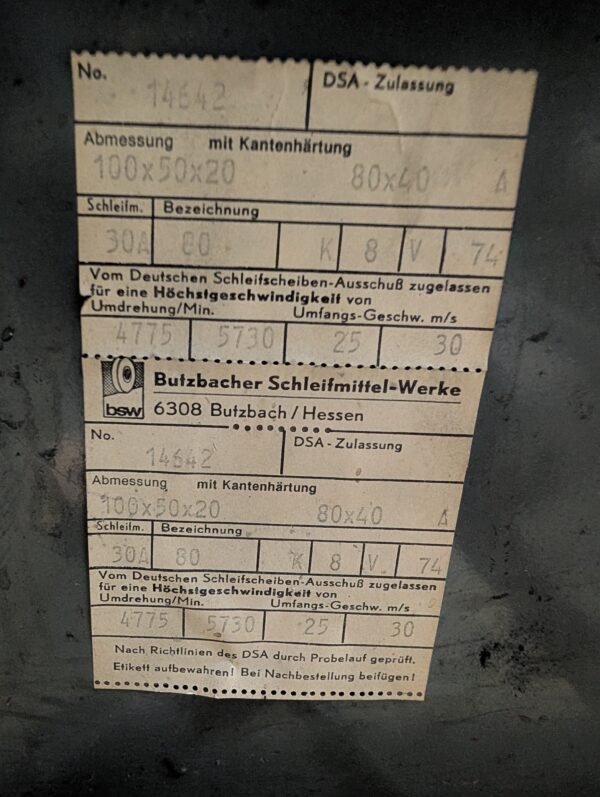 No. DSA - Zulassung
14642
Abmessung mit Kantenhärtung
100x50x20 80x40 A
Schleifm. Bezeichnung
30A 80 K 8 V 74
Vom Deutschen Schleifscheiben-Ausschuß zugelassen
für eine Höchstgeschwindigkeit von
Umdrehung/Min. Umfangs-Geschw. m/s
4775 5730 25 30
bsw
Butzbacher Schleifmittel-Werke
6308 Butzbach / Hessen
No. DSA - Zulassung
14642
Abmessung mit Kantenhärtung
100x50x20 80x40 A
Schleifm. Bezeichnung
30A 80 K 8 V 74
Vom Deutschen Schleifscheiben-Ausschuß zugelassen
für eine Höchstgeschwindigkeit von
Umdrehung/Min. Umfangs-Geschw. m/s
4775 5730 25 30
Nach Richtlinien des DSA durch Probelauf geprüft.
Etikett aufbewahren! Bei Nachbestellung beifügen!